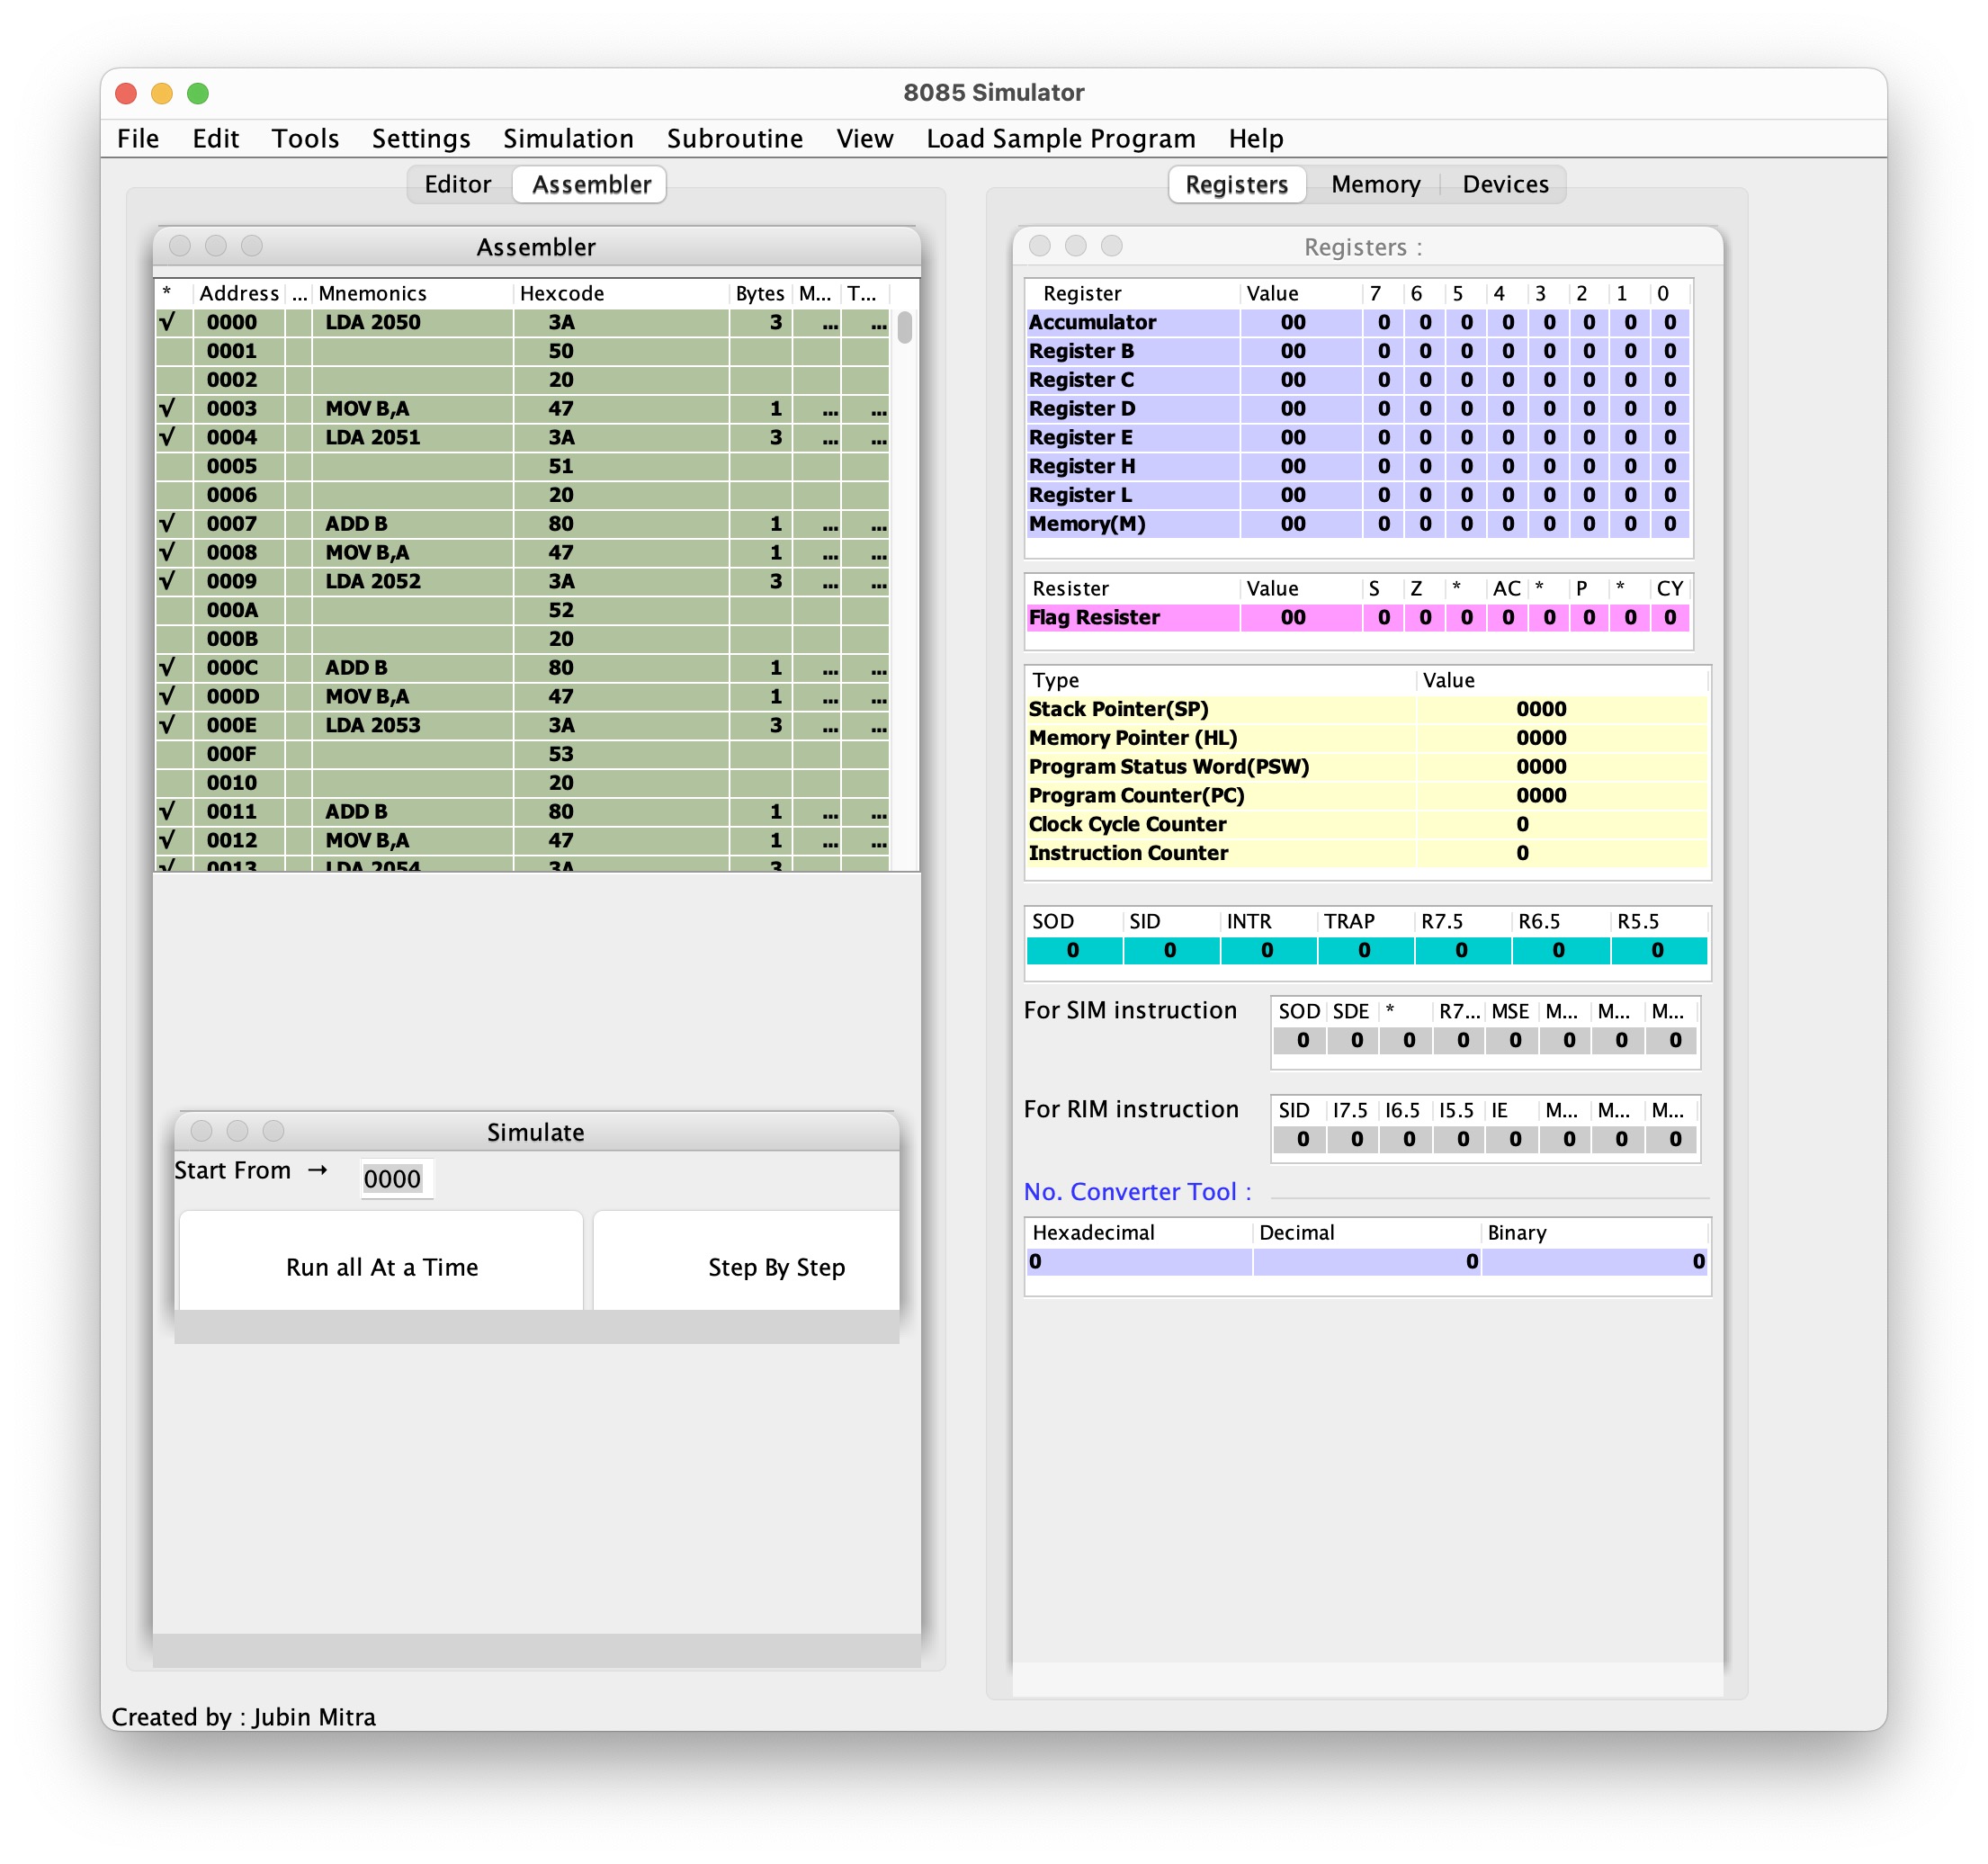 8085 Simulator
File Edit Tools Settings Simulation Subroutine View Load Sample Program Help
Editor Assembler
Assembler
* Address ... Mnemonics Hexcode Bytes M... T...
√ 0000 LDA 2050 3A 3 ... ...
0001 50
0002 20
√ 0003 MOV B,A 47 1 ... ...
√ 0004 LDA 2051 3A 3 ... ...
0005 51
0006 20
√ 0007 ADD B 80 1 ... ...
√ 0008 MOV B,A 47 1 ... ...
√ 0009 LDA 2052 3A 3 ... ...
000A 52
000B 20
√ 000C ADD B 80 1 ... ...
√ 000D MOV B,A 47 1 ... ...
√ 000E LDA 2053 3A 3 ... ...
000F 53
0010 20
√ 0011 ADD B 80 1 ... ...
√ 0012 MOV B,A 47 1 ... ...
√ 0013 LDA 2054 3A 3
Simulate
Start From → 0000
Run all At a Time Step By Step
Registers Memory Devices
Registers :
Register Value 7 6 5 4 3 2 1 0
Accumulator 00 0 0 0 0 0 0 0 0
Register B 00 0 0 0 0 0 0 0 0
Register C 00 0 0 0 0 0 0 0 0
Register D 00 0 0 0 0 0 0 0 0
Register E 00 0 0 0 0 0 0 0 0
Register H 00 0 0 0 0 0 0 0 0
Register L 00 0 0 0 0 0 0 0 0
Memory(M) 00 0 0 0 0 0 0 0 0
Resister Value S Z * AC * P * CY
Flag Resister 00 0 0 0 0 0 0 0 0
Type Value
Stack Pointer(SP) 0000
Memory Pointer (HL) 0000
Program Status Word(PSW) 0000
Program Counter(PC) 0000
Clock Cycle Counter 0
Instruction Counter 0
SOD SID INTR TRAP R7.5 R6.5 R5.5
0 0 0 0 0 0 0
For SIM instruction
SOD SDE * R7... MSE M... M... M...
0 0 0 0 0 0 0 0
For RIM instruction
SID I7.5 I6.5 I5.5 IE M... M... M...
0 0 0 0 0 0 0 0
No. Converter Tool :
Hexadecimal Decimal Binary
0 0 0
Created by : Jubin Mitra